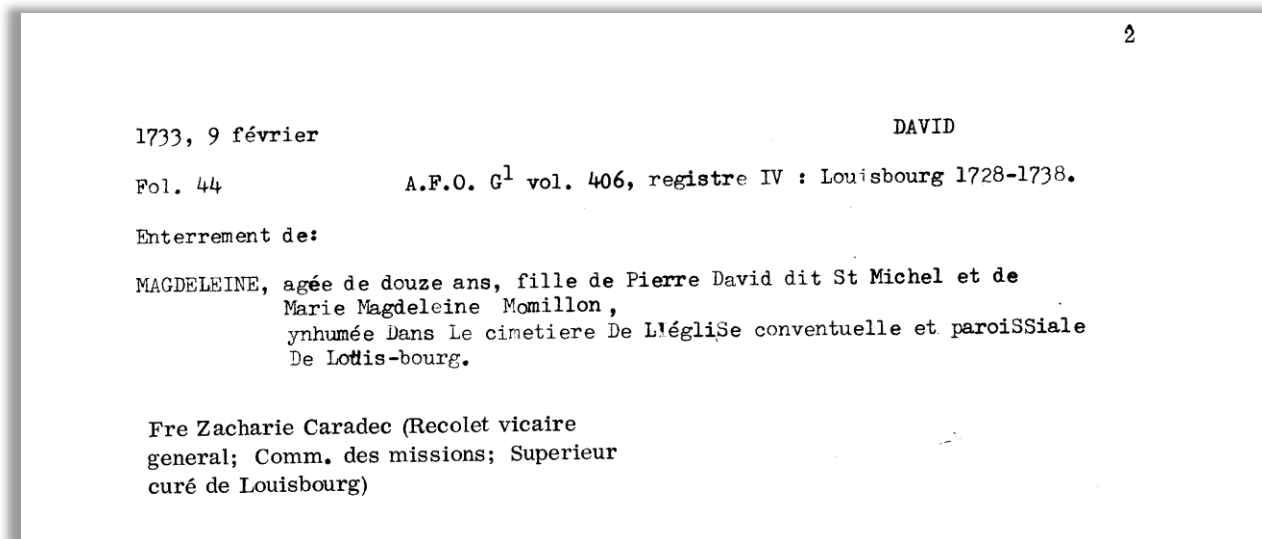 2
1733, 9 février DAVID
Fol. 44 A.F.O. G1 vol. 406, registre IV : Louisbourg 1728-1738.
Enterrement de:
MAGDELEINE, agée de douze ans, fille de Pierre David dit St Michel et de
Marie Magdeleine Momillon,
ynhumée Dans Le cimetiere De L'égliSe conventuelle et paroiSSiale
De Louis-bourg.
Fre Zacharie Caradec (Recolet vicaire
general; Comm. des missions; Superieur
curé de Louisbourg)